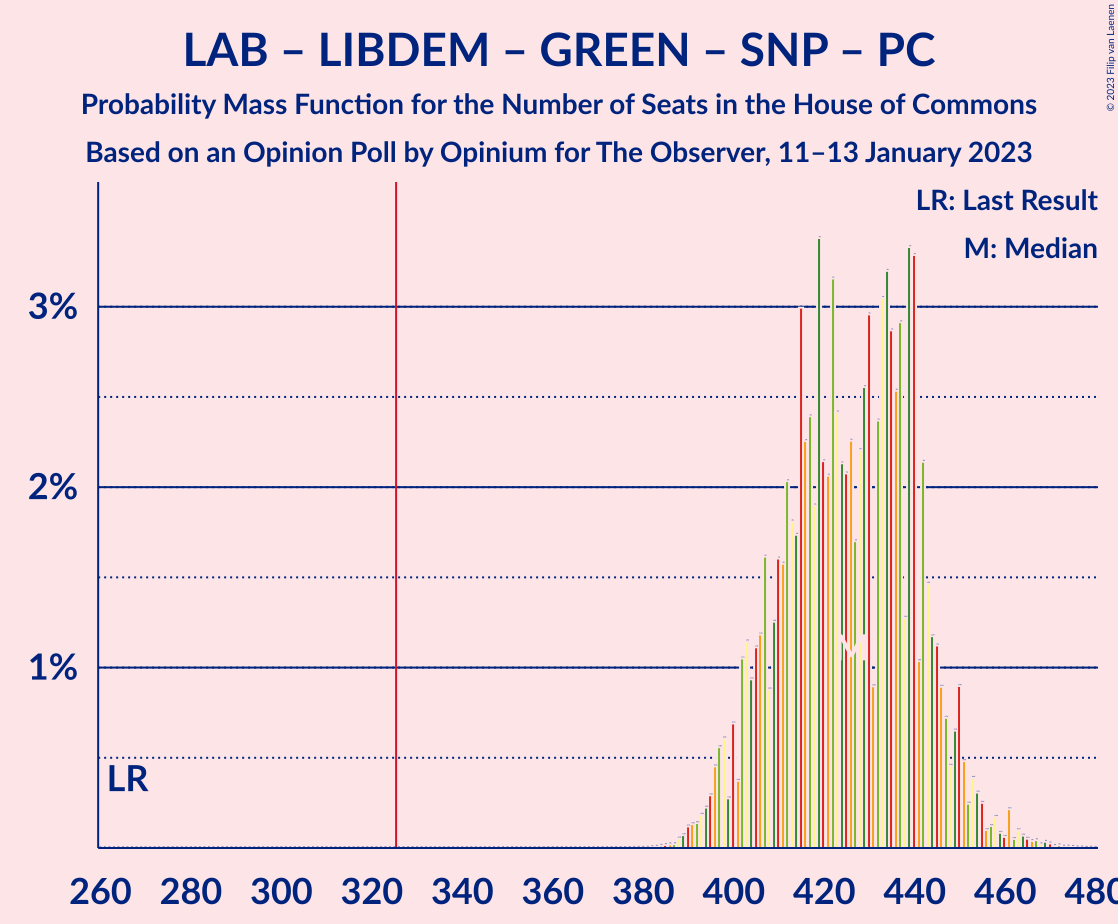 LAB – LIBDEM – GREEN – SNP – PC
Probability Mass Function for the Number of Seats in the House of Commons
Based on an Opinion Poll by Opinium for The Observer, 11–13 January 2023
© 2023 Filip van Laenen
LR: Last Result
M: Median
3%
2%
1%
M
LR
260 280 300 320 340 360 380 400 420 440 460 480